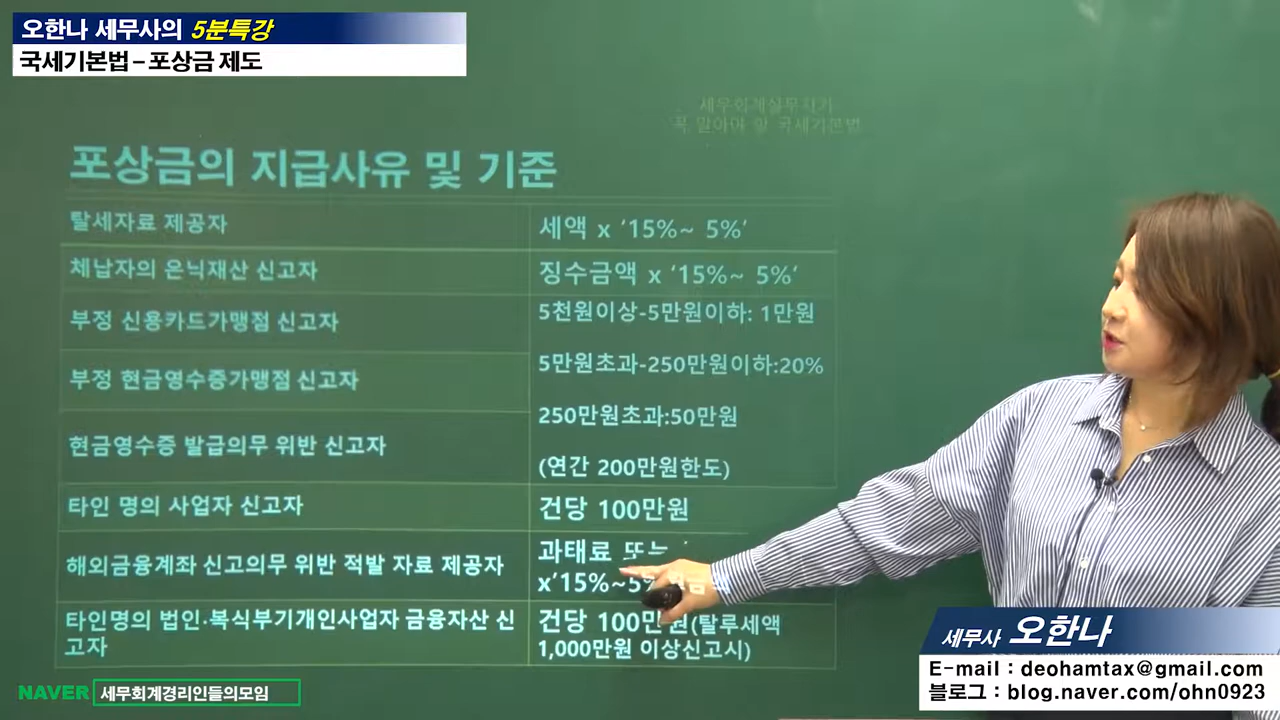 오한나 세무사의 5분특강
국세기본법 – 포상금 제도
세무회계실무자가
꼭 알아야 할 국세기본법
포상금의 지급사유 및 기준
탈세자료 제공자
세액 x ‘15%~ 5%’
체납자의 은닉재산 신고자
징수금액 x ‘15%~ 5%‘
부정 신용카드가맹점 신고자
5천원이상-5만원이하: 1만원
부정 현금영수증가맹점 신고자
5만원초과-250만원이하:20%
현금영수증 발급의무 위반 신고자
250만원초과:50만원
(연간 200만원한도)
타인 명의 사업자 신고자
건당 100만원
해외금융계좌 신고의무 위반 적발 자료 제공자
과태료 또는
x’15%~5%
타인명의 법인·복식부기개인사업자 금융자산 신
고자
건당 100만원(탈루세액
1,000만원 이상신고시)
세무사 오한나
E-mail : deohamtax@gmail.com
블로그 : blog.naver.com/ohn0923
NAVER 세무회계경리인들의모임